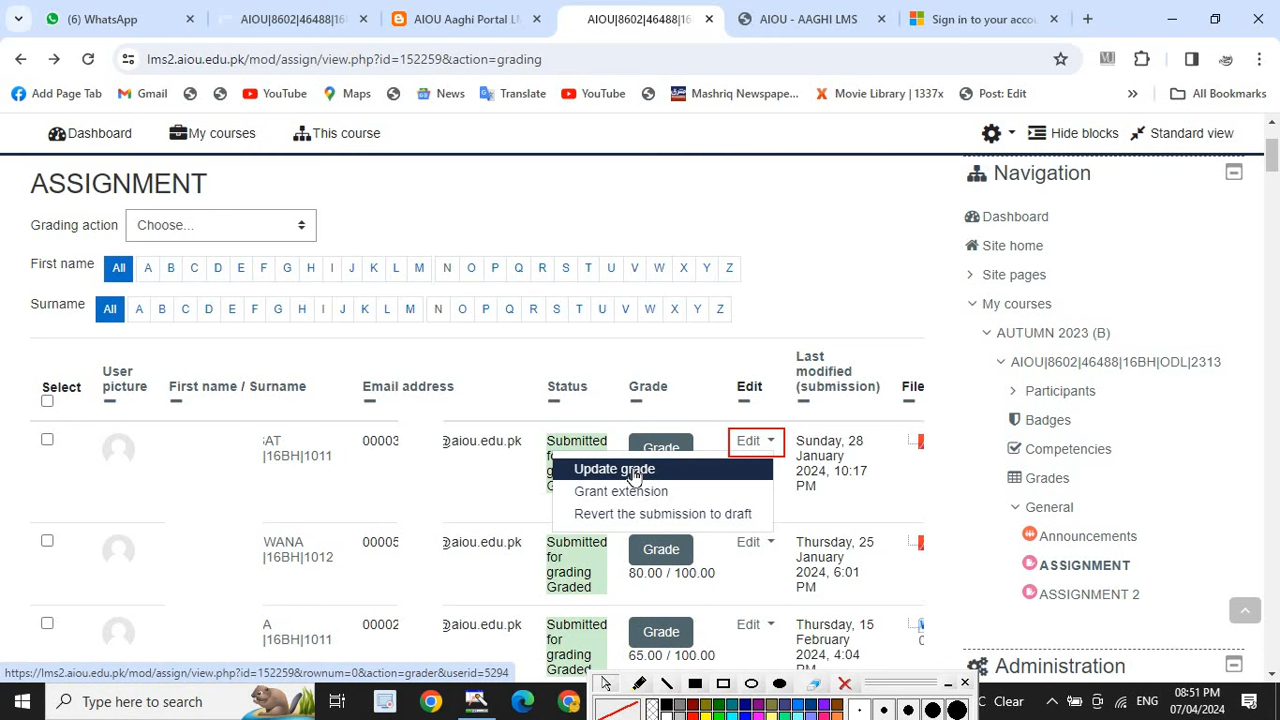 WhatsApp
AIOU|8602|46488|16
AIOU Aaghi Portal LM
AIOU|8602|46488|16
AIOU - AAGHI LMS
Sign in to your accou
lms2.aiou.edu.pk/mod/assign/view.php?id=152259&action=grading
Add Page Tab
Gmail
YouTube
Maps
News
Translate
YouTube
Mashriq Newspape...
Movie Library | 1337x
Post: Edit
All Bookmarks
Dashboard
My courses
This course
Hide blocks
Standard view
ASSIGNMENT
Grading action Choose...
First name All A B C D E F G H I J K L M N O P Q R S T U V W X Y Z
Surname All A B C D E F G H I J K L M N O P Q R S T U V W X Y Z
Select
User picture
First name / Surname
Email address
Status
Grade
Edit
Last modified (submission)
File
SAT
|16BH|1011
00003
@aiou.edu.pk
Submitted
Grade
Edit
Sunday, 28
January
2024, 10:17
PM
Update grade
Grant extension
Revert the submission to draft
WANA
|16BH|1012
00005
@aiou.edu.pk
Submitted
for
grading
Graded
Grade
80.00 / 100.00
Edit
Thursday, 25
January
2024, 6:01
PM
A
|16BH|1011
00002
@aiou.edu.pk
Submitted
for
grading
Graded
Grade
65.00 / 100.00
Edit
Thursday, 15
February
2024, 4:04
PM
Navigation
Dashboard
Site home
Site pages
My courses
AUTUMN 2023 (B)
AIOU|8602|46488|16BH|ODL|2313
Participants
Badges
Competencies
Grades
General
Announcements
ASSIGNMENT
ASSIGNMENT 2
Administration
https://lms2.aiou.edu.pk/mod/assign/view.php?id=152259&rownum=0&action=grader&userid=5294
Type here to search
Clear
ENG
08:51 PM
07/04/2024